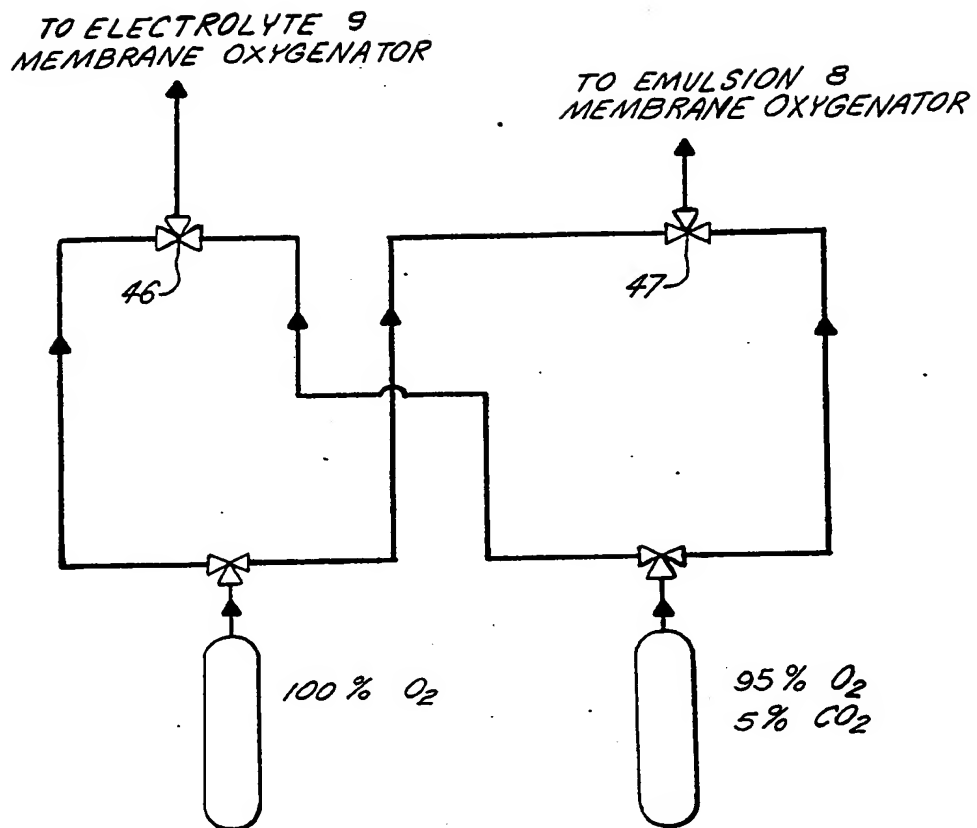 TO ELECTROLYTE 9
MEMBRANE OXYGENATOR
TO EMULSION 8
MEMBRANE OXYGENATOR
46
47
100% O2
95% O2
5% CO2